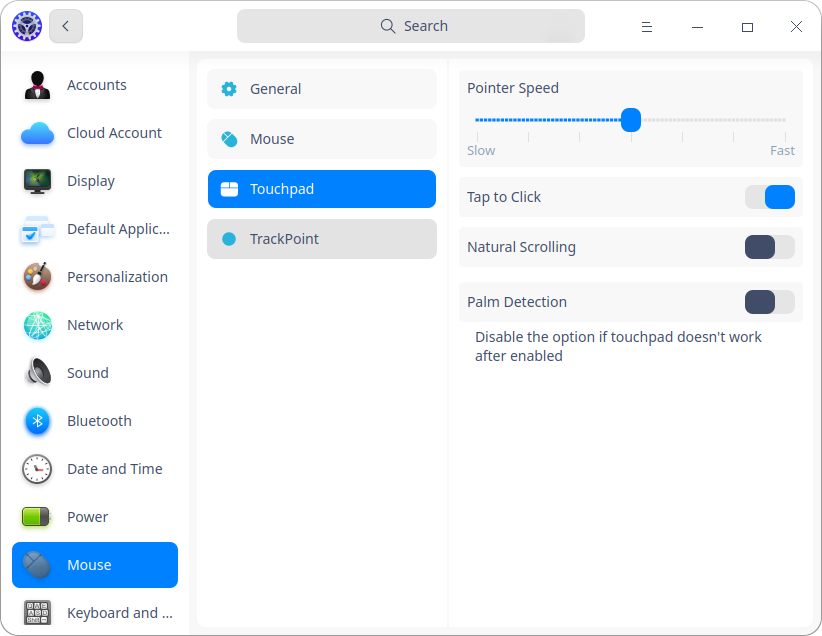 Search
Accounts
Cloud Account
Display
Default Applic...
Personalization
Network
Sound
Bluetooth
Date and Time
Power
Mouse
Keyboard and ...
General
Mouse
Touchpad
TrackPoint
Pointer Speed
Slow Fast
Tap to Click
Natural Scrolling
Palm Detection
Disable the option if touchpad doesn't work
after enabled